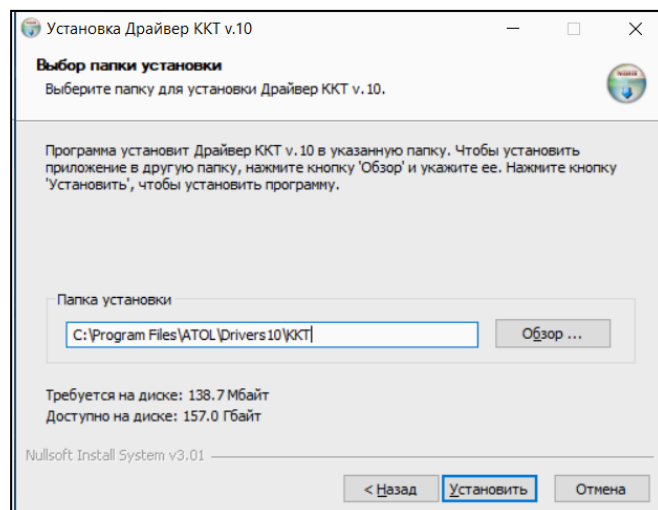 Установка Драйвер ККТ v.10
Выбор папки установки
Выберите папку для установки Драйвер ККТ v.10.
Программа установит Драйвер ККТ v.10 в указанную папку. Чтобы установить
приложение в другую папку, нажмите кнопку 'Обзор' и укажите ее. Нажмите кнопку
'Установить', чтобы установить программу.
Папка установки
C:\Program Files\ATOL\Drivers10\KKT
Обзор ...
Требуется на диске: 138.7 Мбайт
Доступно на диске: 157.0 Гбайт
Nullsoft Install System v3.01
< Назад
Установить
Отмена